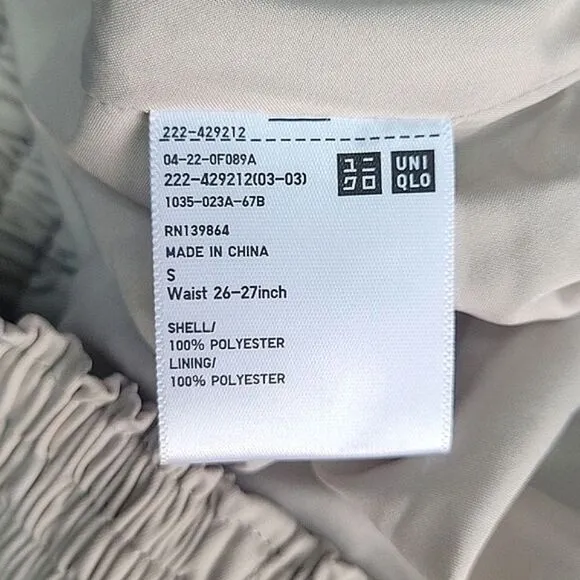 222-429212
04-22-0F089A
222-429212(03-03)
1035-023A-67B
ユニ
クロ
UNI
QLO
RN139864
MADE IN CHINA
S
Waist 26-27inch
SHELL/
100% POLYESTER
LINING/
100% POLYESTER